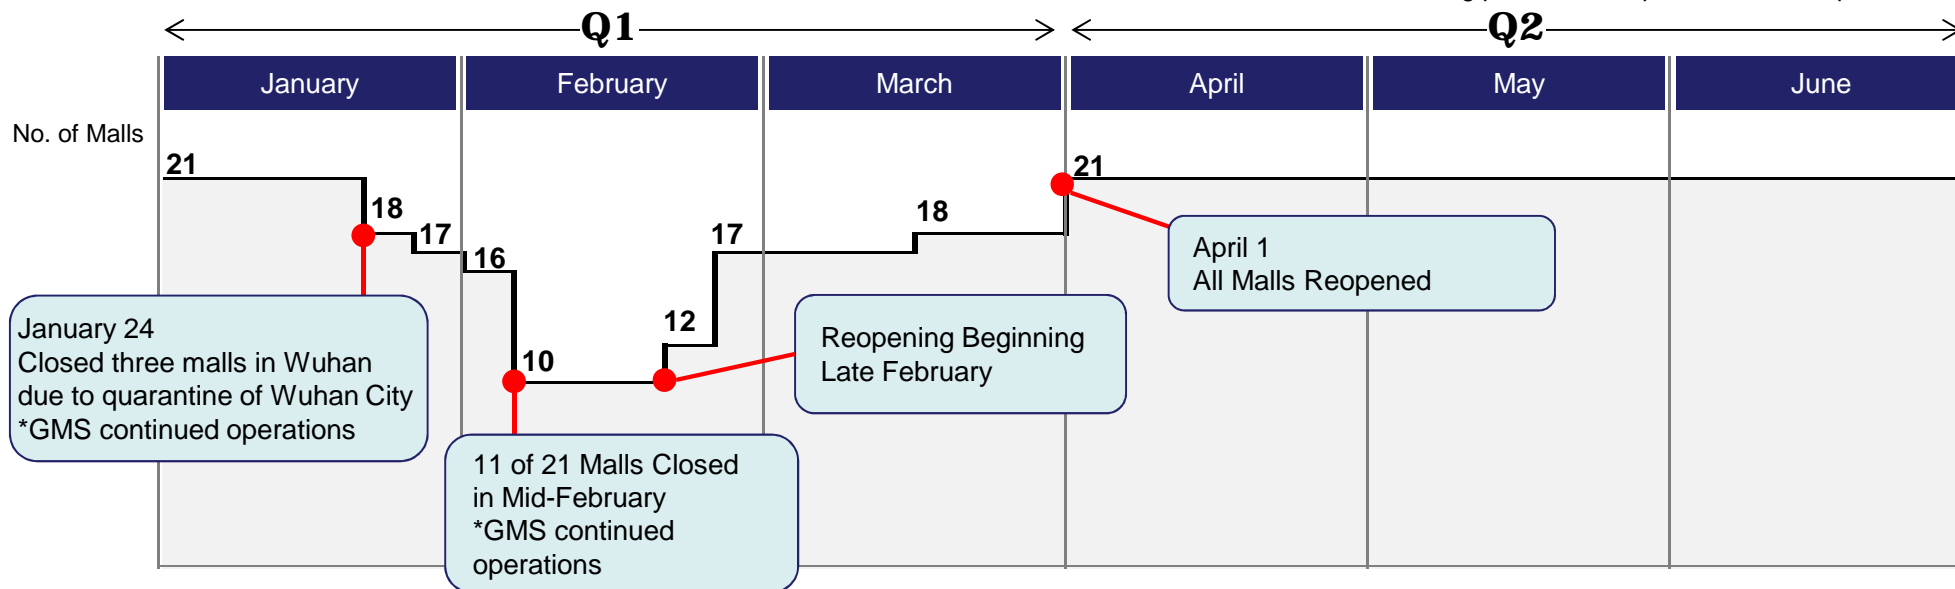 Q1
Q2
January
February
March
April
May
June
No. of Malls
21
18
17
16
10
12
17
18
21
January 24
Closed three malls in Wuhan
due to quarantine of Wuhan City
*GMS continued operations
11 of 21 Malls Closed
in Mid-February
*GMS continued
operations
Reopening Beginning
Late February
April 1
All Malls Reopened